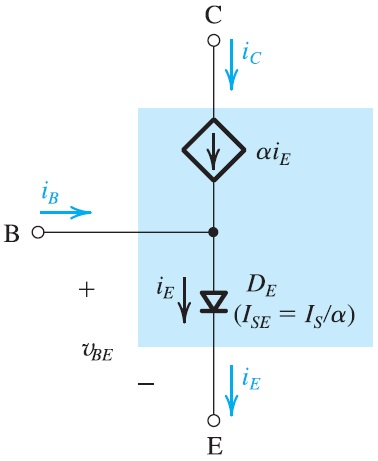 C
i_C
αi_E
i_B
B
+
i_E
D_E
(I_SE = I_S/α)
v_BE
−
i_E
E